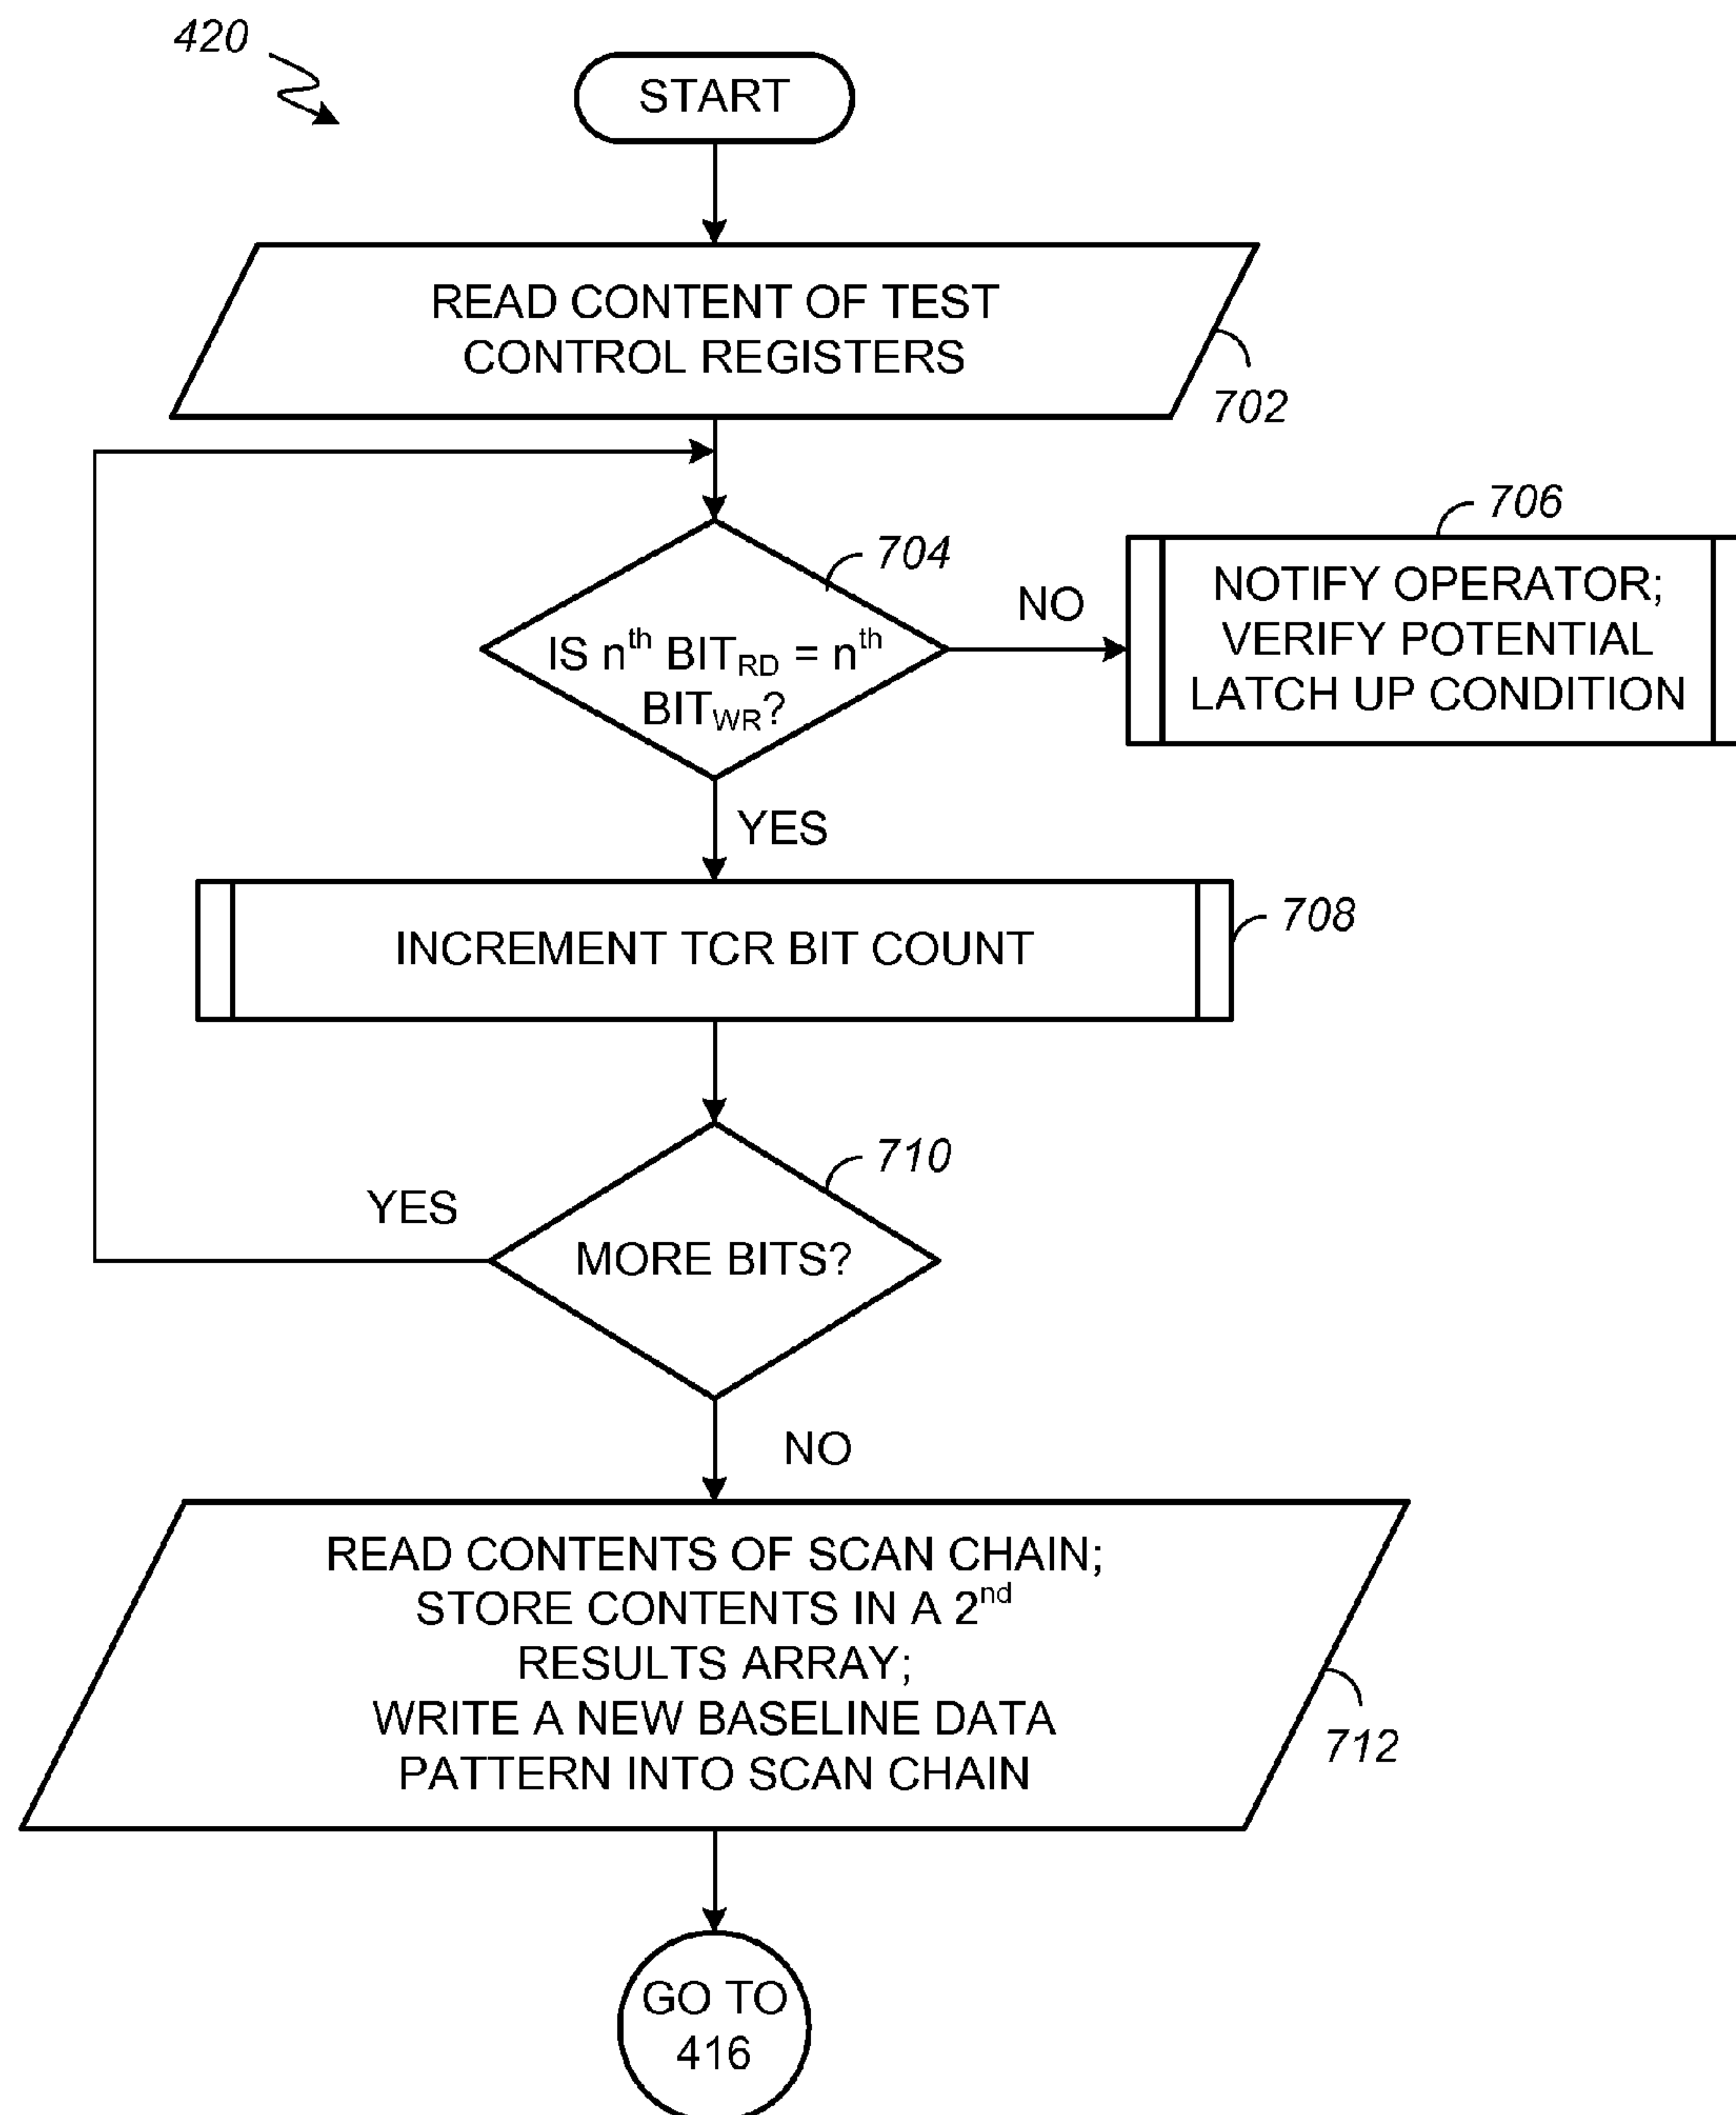 420
START
READ CONTENT OF TEST
CONTROL REGISTERS
702
706
704
NOTIFY OPERATOR;
VERIFY POTENTIAL
LATCH UP CONDITION
NO
IS nth BITRD = nth
BITWR?
YES
708
INCREMENT TCR BIT COUNT
710
YES
MORE BITS?
NO
READ CONTENTS OF SCAN CHAIN;
STORE CONTENTS IN A 2nd
RESULTS ARRAY;
WRITE A NEW BASELINE DATA
PATTERN INTO SCAN CHAIN
712
GO TO
416